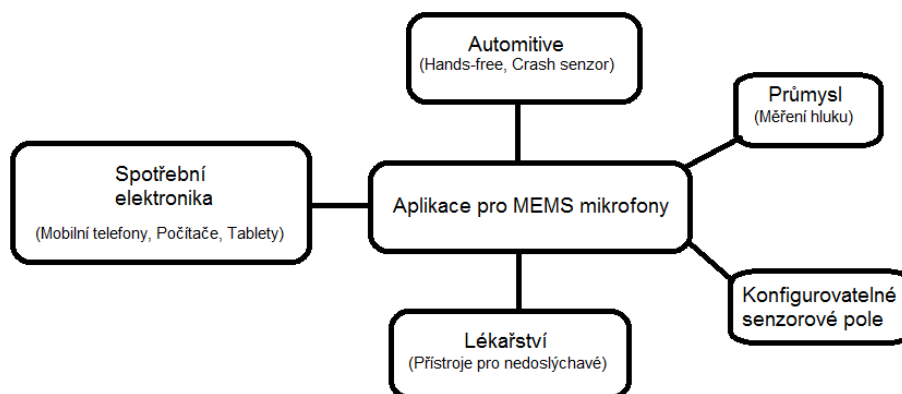 Automitive
(Hands-free, Crash senzor)
Průmysl
(Měření hluku)
Spotřební
elektronika
(Mobilní telefony, Počítače, Tablety)
Aplikace pro MEMS mikrofony
Konfigurovatelné
senzorové pole
Lékařství
(Přístroje pro nedoslýchavé)